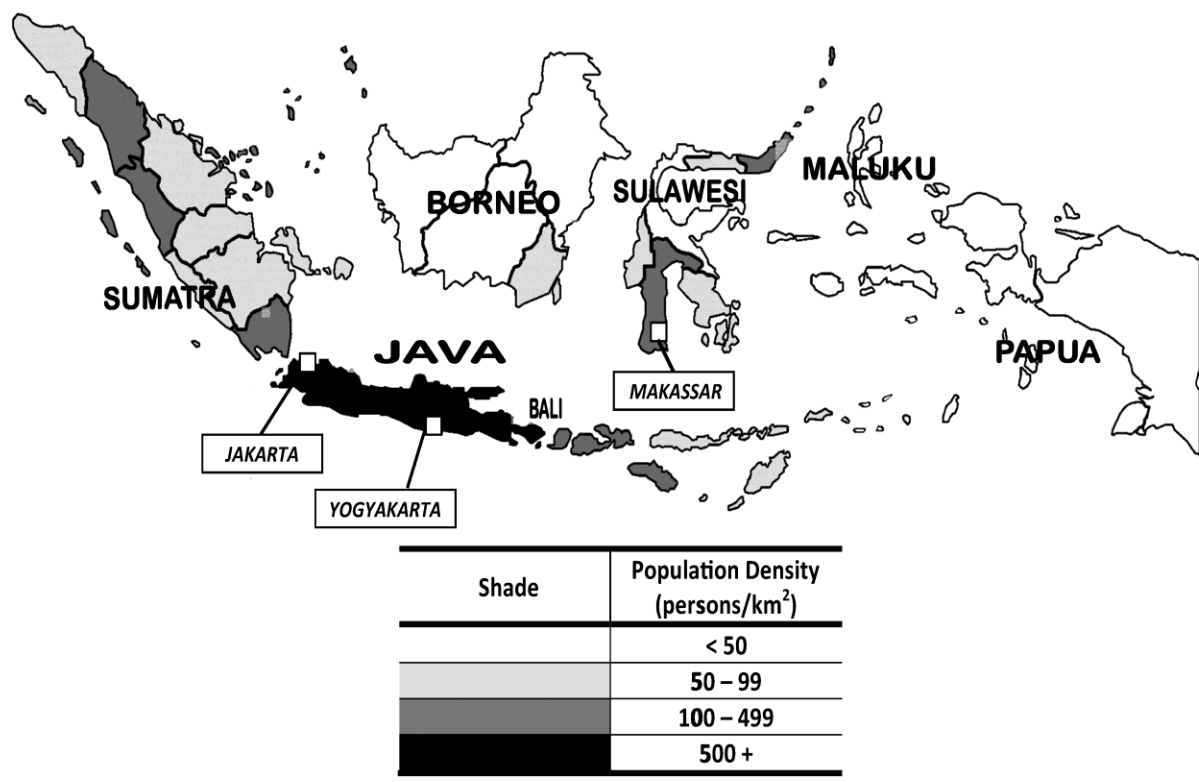 MALUKU
SULAWESI
BORNEO
SUMATRA
JAVA
PAPUA
MAKASSAR
BALI
JAKARTA
YOGYAKARTA
Shade Population Density
(persons/km²)
< 50
50 – 99
100 – 499
500 +